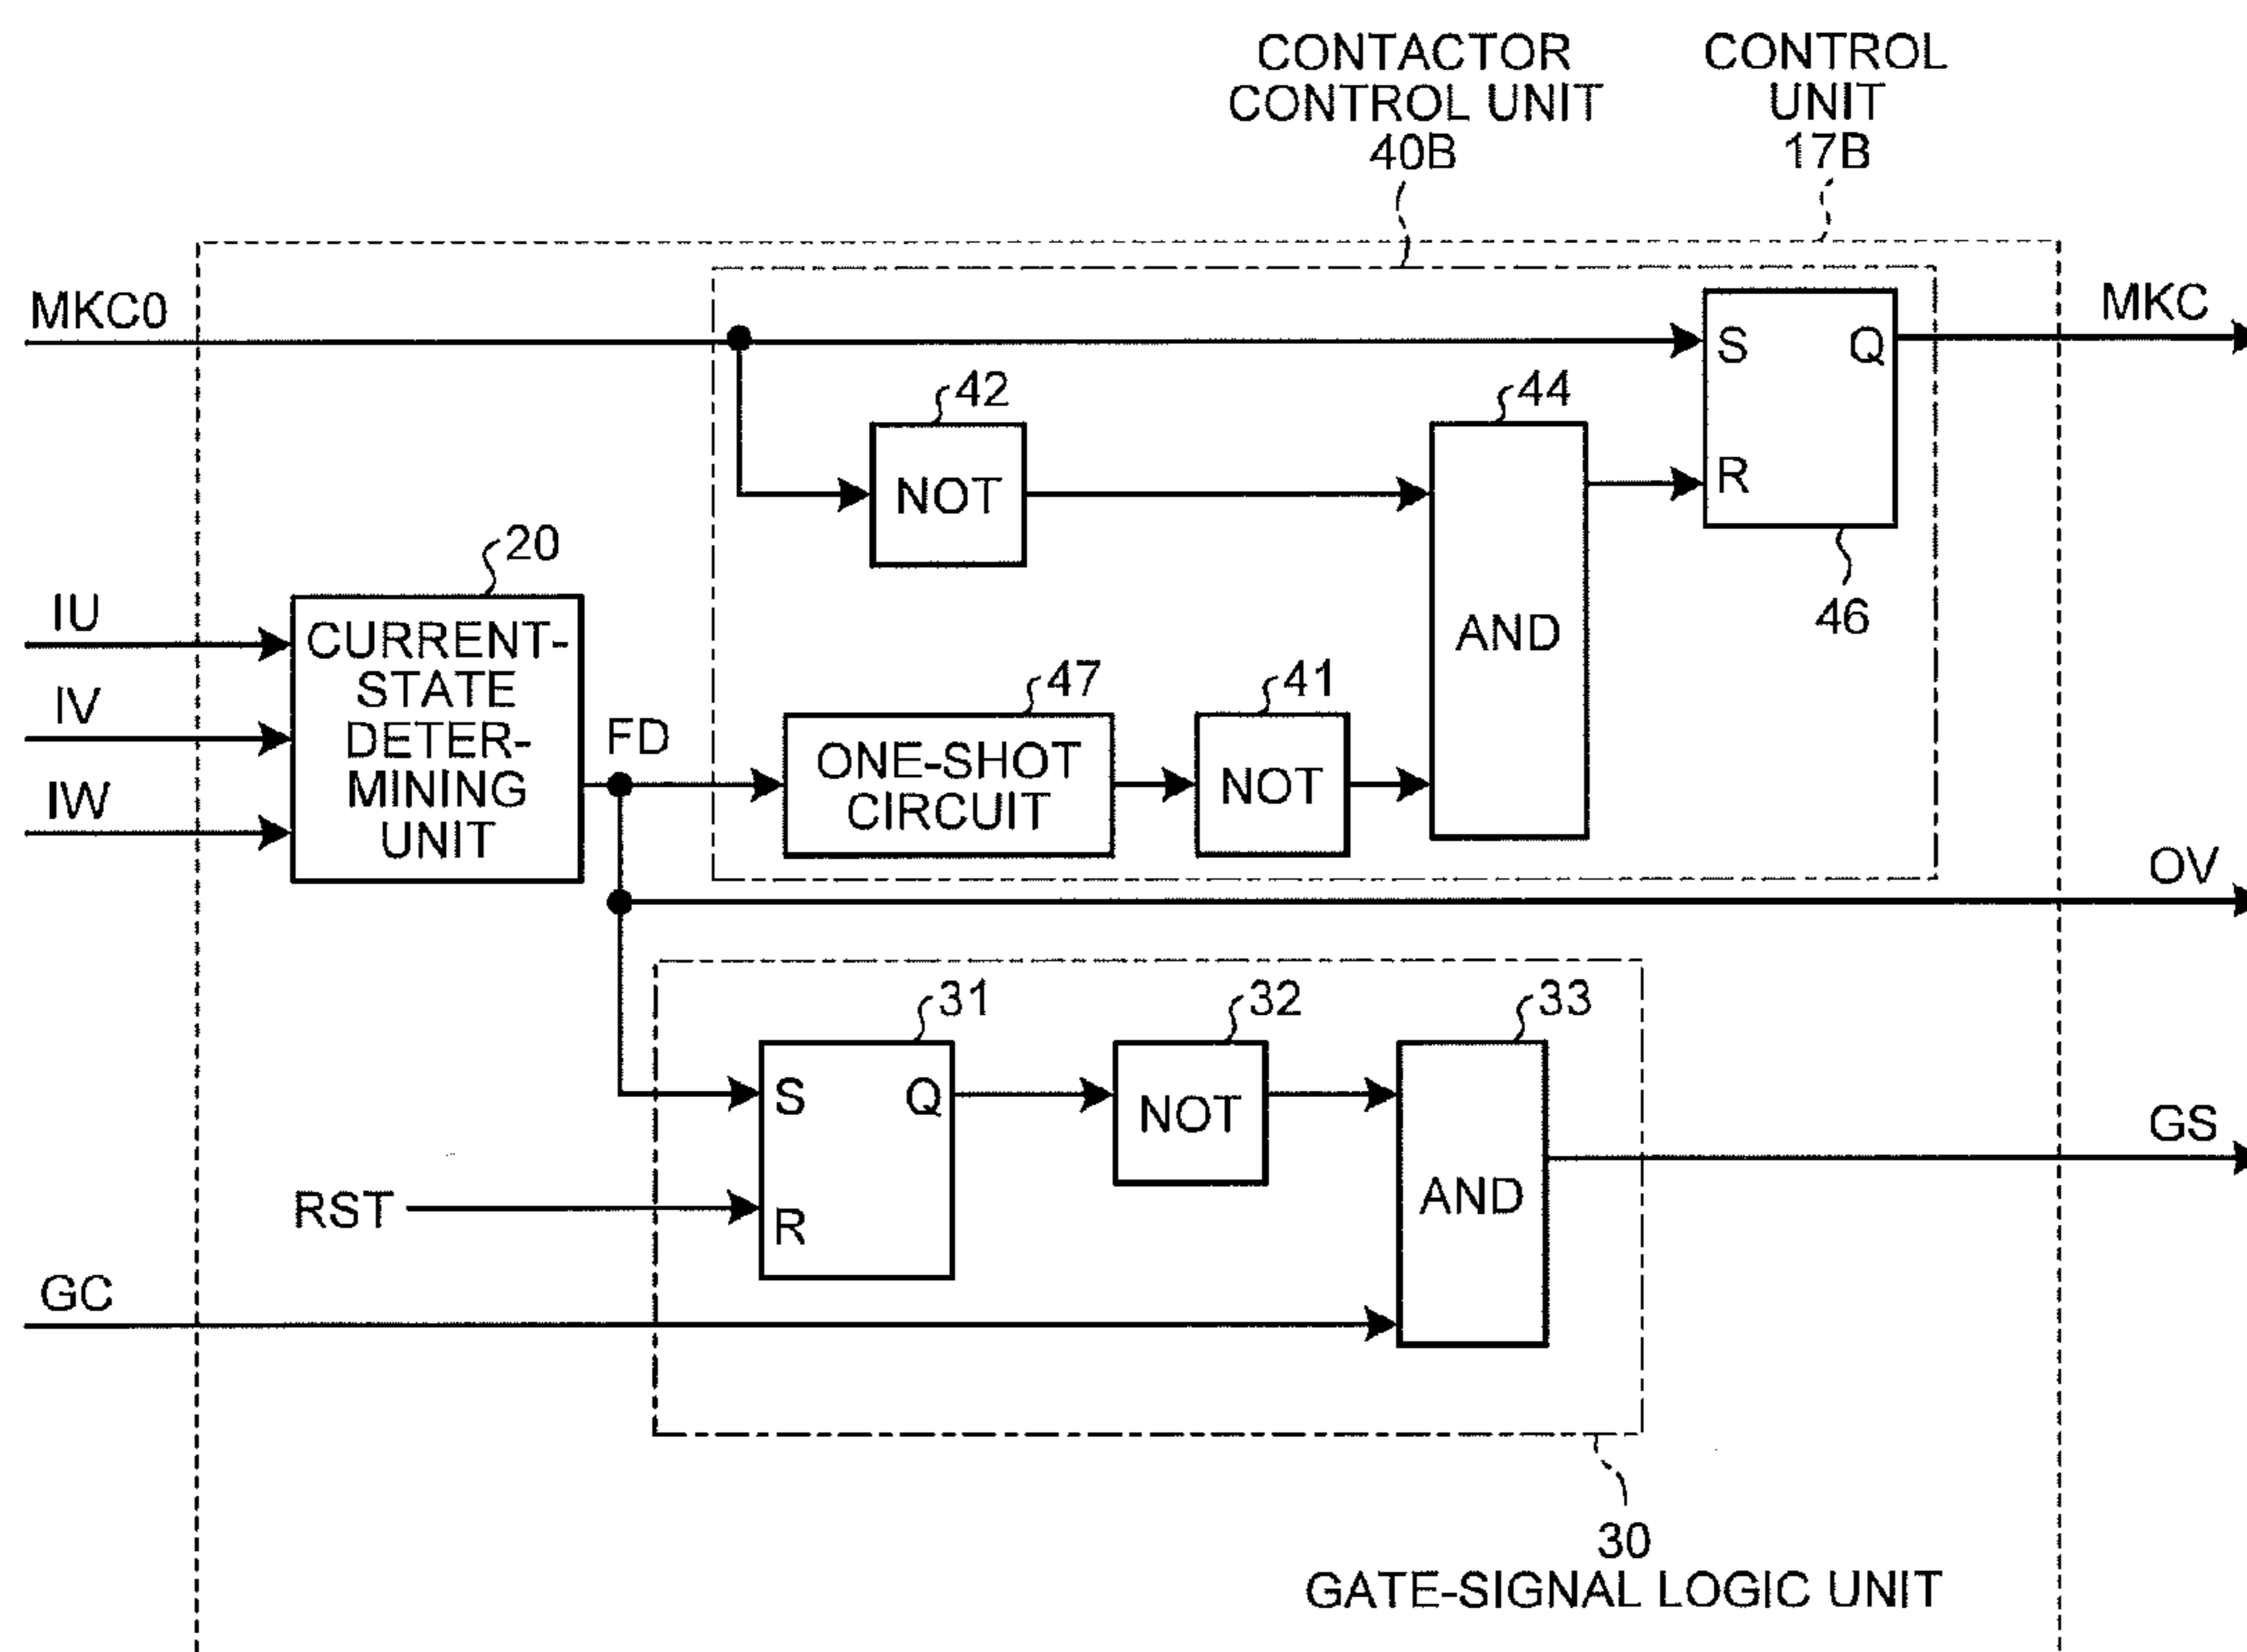 CONTACTOR
CONTROL UNIT
40B
CONTROL
UNIT
17B
MKC0
MKC
S
Q
R
42
NOT
44
AND
46
20
IU
IV
IW
CURRENT-
STATE
DETER-
MINING
UNIT
FD
47
ONE-SHOT
CIRCUIT
41
NOT
OV
31
S
Q
R
32
NOT
33
AND
GS
RST
GC
30
GATE-SIGNAL LOGIC UNIT